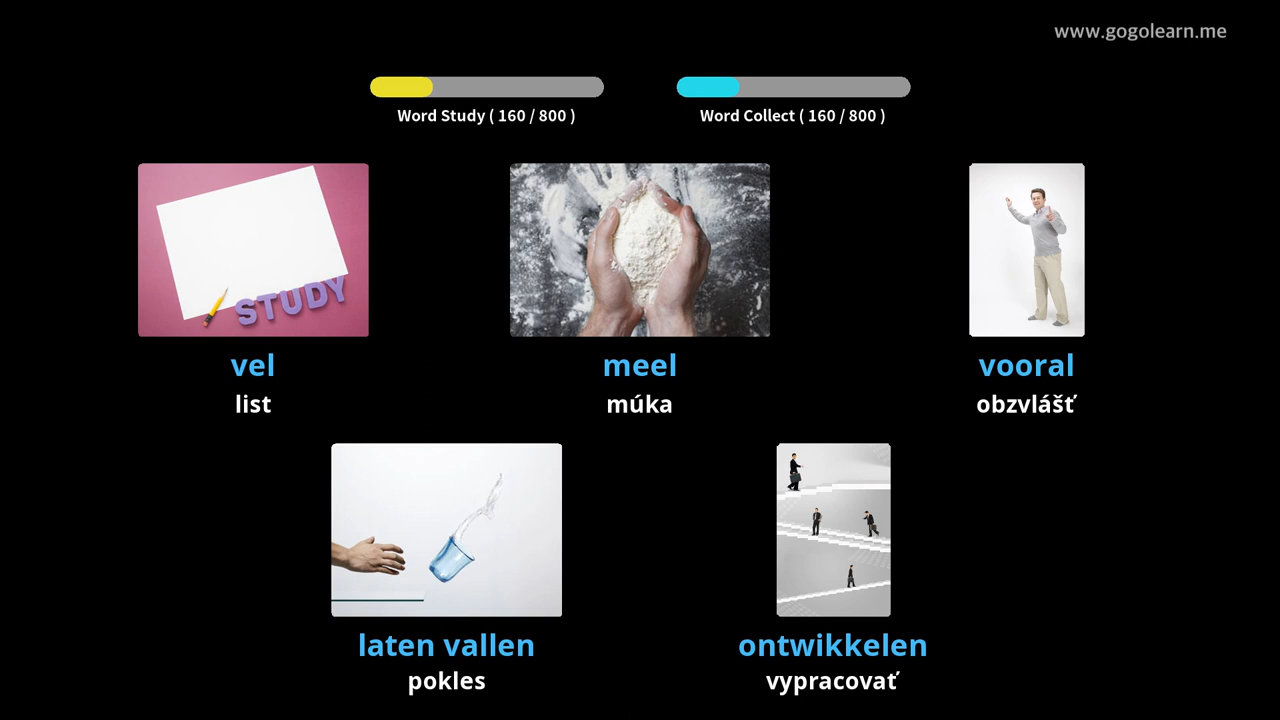 www.gogolearn.me
Word Study ( 160 / 800 )
Word Collect ( 160 / 800 )
STUDY
vel
list
meel
múka
vooral
obzvlášť
laten vallen
pokles
ontwikkelen
vypracovať